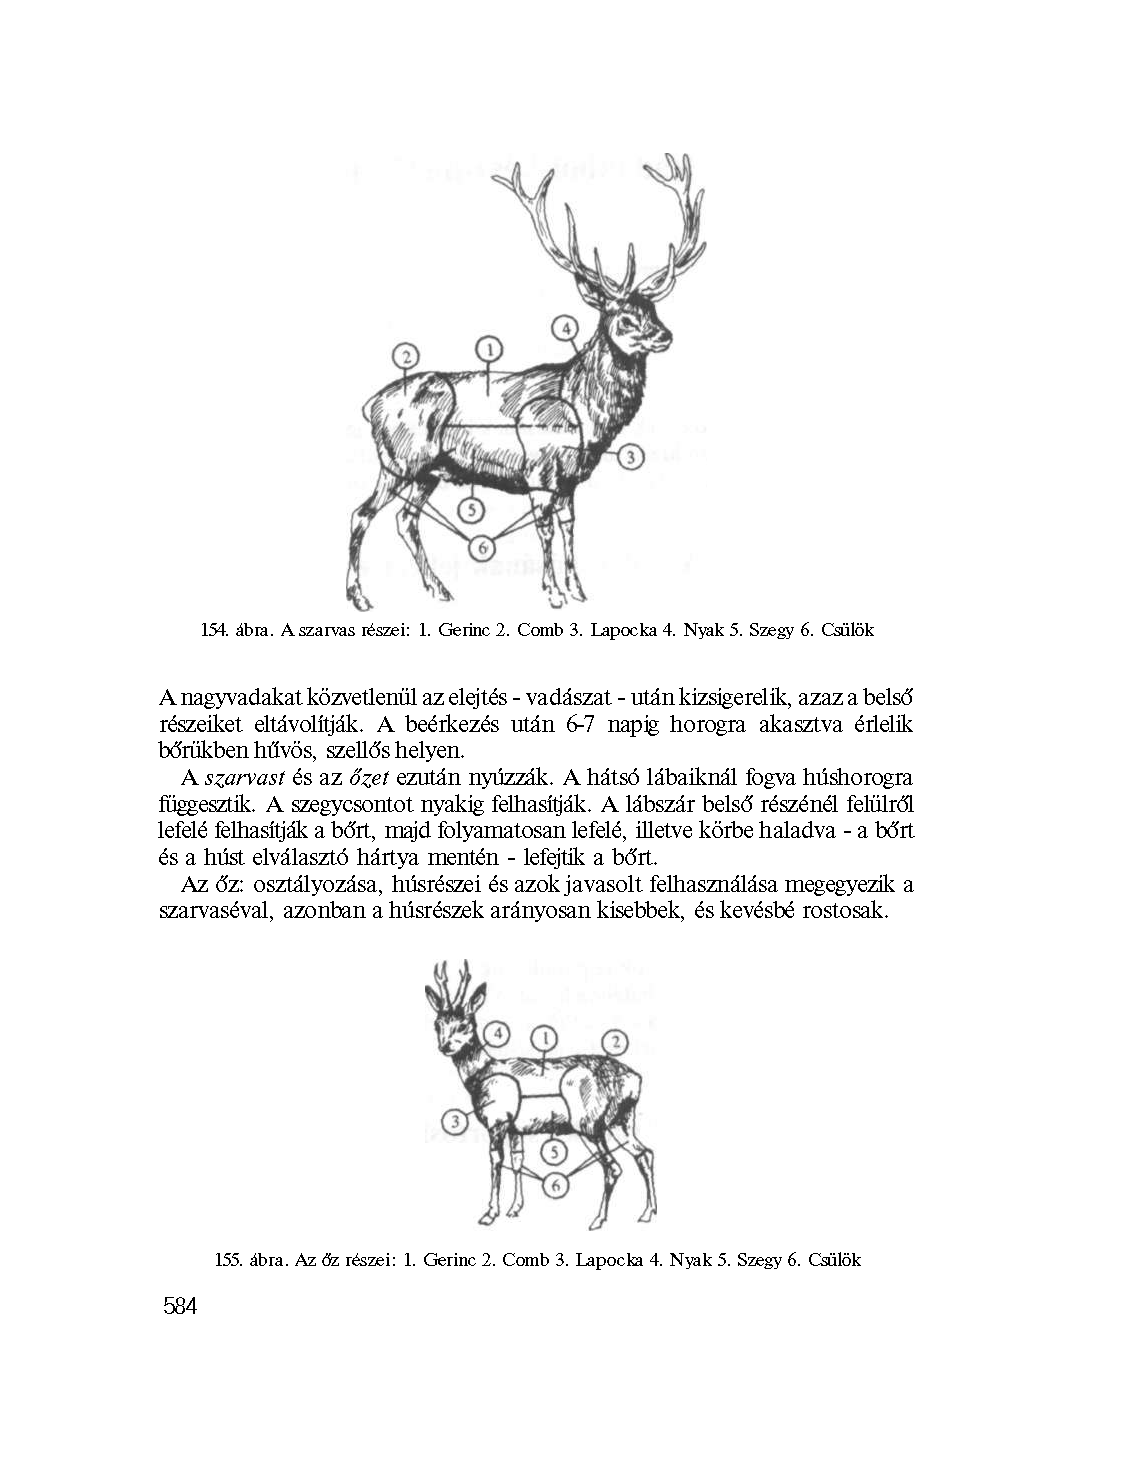 4
2
1
3
5
6
154. ábra. A szarvas részei: 1. Gerinc 2. Comb 3. Lapocka 4. Nyak 5. Szegy 6. Csülök
A nagyvadakat közvetlenül az elejtés - vadászat - után kizsigerelik, azaz a belső
részeiket eltávolítják. A beérkezés után 6-7 napig horogra akasztva érlelik
bőrükben hűvös, szellős helyen.
A szarvast és az őzet ezután nyúzzák. A hátsó lábaiknál fogva húshorogra
függesztik. A szegycsontot nyakig felhasítják. A lábszár belső részénél felülről
lefelé felhasítják a bőrt, majd folyamatosan lefelé, illetve körbe haladva - a bőrt
és a húst elválasztó hártya mentén - lefejtik a bőrt.
Az őz: osztályozása, húsrészei és azok javasolt felhasználása megegyezik a
szarvaséval, azonban a húsrészek arányosan kisebbek, és kevésbé rostosak.
4
1
2
3
5
6
155. ábra. Az őz részei: 1. Gerinc 2. Comb 3. Lapocka 4. Nyak 5. Szegy 6. Csülök
584